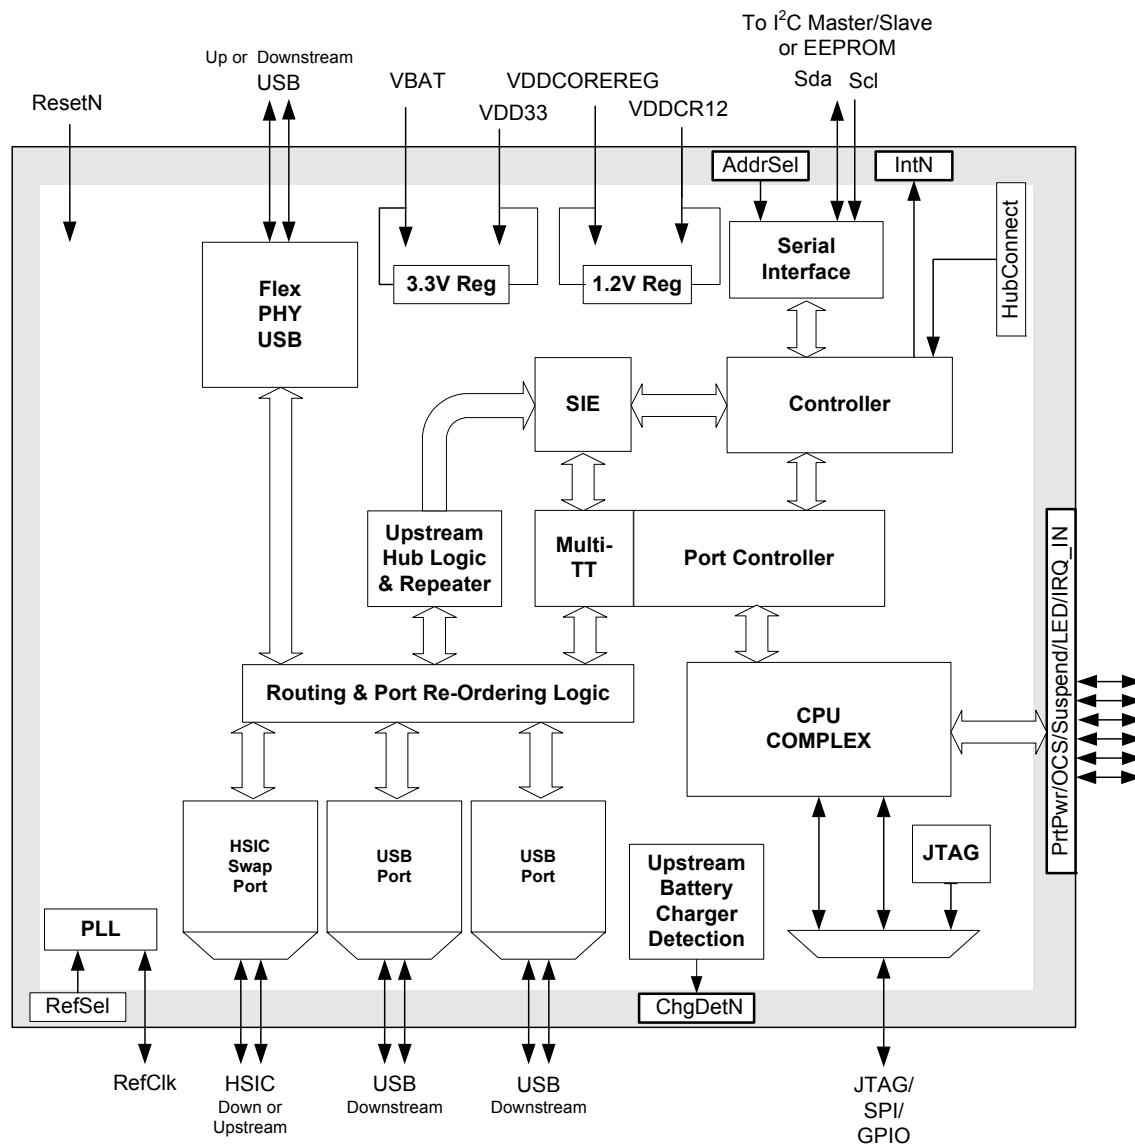 To I2C Master/Slave
or EEPROM
Up or Downstream
USB
VBAT
VDDCOREREG
Sda
Scl
ResetN
VDD33
VDDCR12
AddrSel
IntN
HubConnect
Serial
Interface
Flex
PHY
USB
3.3V Reg
1.2V Reg
SIE
Controller
Upstream
Hub Logic
& Repeater
Multi-
TT
Port Controller
PrtPwr/OCS/Suspend/LED/IRQ_IN
Routing & Port Re-Ordering Logic
CPU
COMPLEX
HSIC
Swap
Port
USB
Port
USB
Port
Upstream
Battery
Charger
Detection
JTAG
PLL
RefSel
ChgDetN
RefClk
HSIC
Down or
Upstream
USB
Downstream
USB
Downstream
JTAG/
SPI/
GPIO